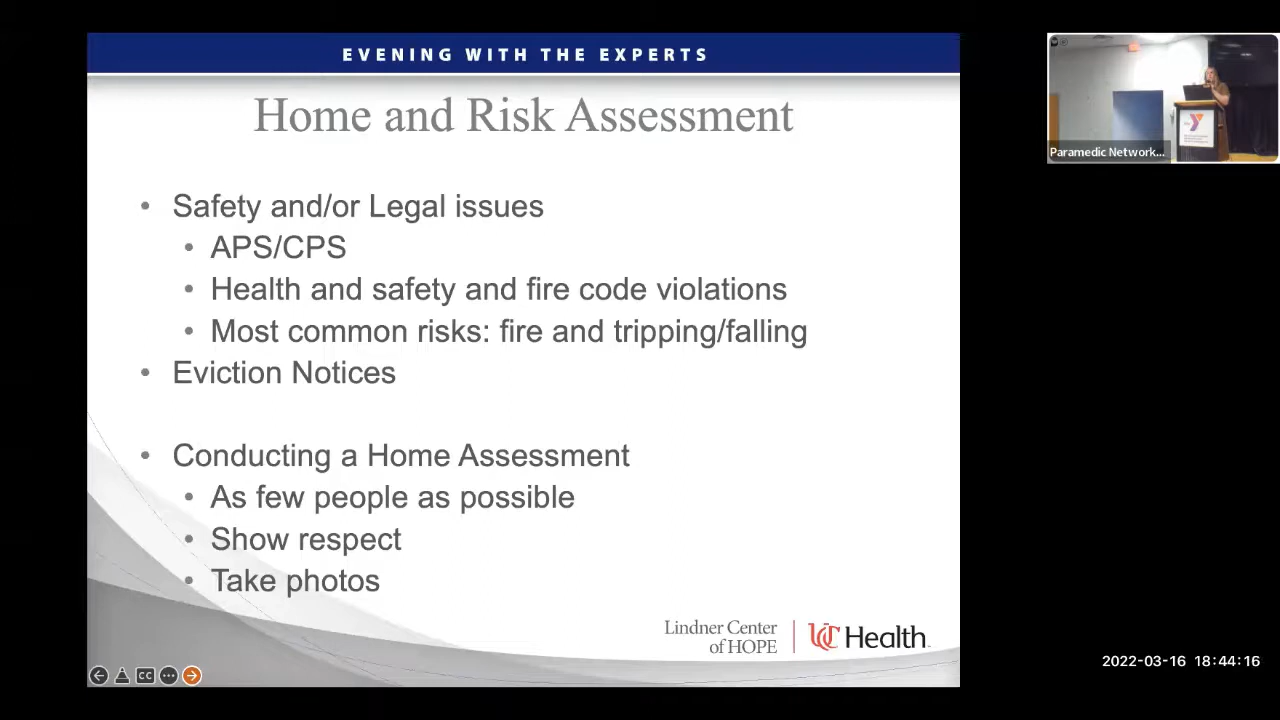 EVENING WITH THE EXPERTS
Home and Risk Assessment
• Safety and/or Legal issues
• APS/CPS
• Health and safety and fire code violations
• Most common risks: fire and tripping/falling
• Eviction Notices
• Conducting a Home Assessment
• As few people as possible
• Show respect
• Take photos
Lindner Center
of HOPE
UC Health
CC
Paramedic Network...
2022-03-16 18:44:16